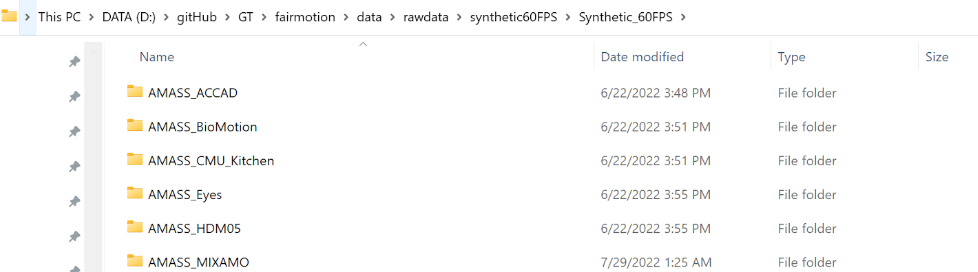 This PC > DATA (D:) > gitHub > GT > fairmotion > data > rawdata > synthetic60FPS > Synthetic_60FPS >
Name Date modified Type Size
AMASS_ACCAD 6/22/2022 3:48 PM File folder
AMASS_BioMotion 6/22/2022 3:51 PM File folder
AMASS_CMU_Kitchen 6/22/2022 3:51 PM File folder
AMASS_Eyes 6/22/2022 3:55 PM File folder
AMASS_HDM05 6/22/2022 3:55 PM File folder
AMASS_MIXAMO 7/29/2022 1:25 AM File folder